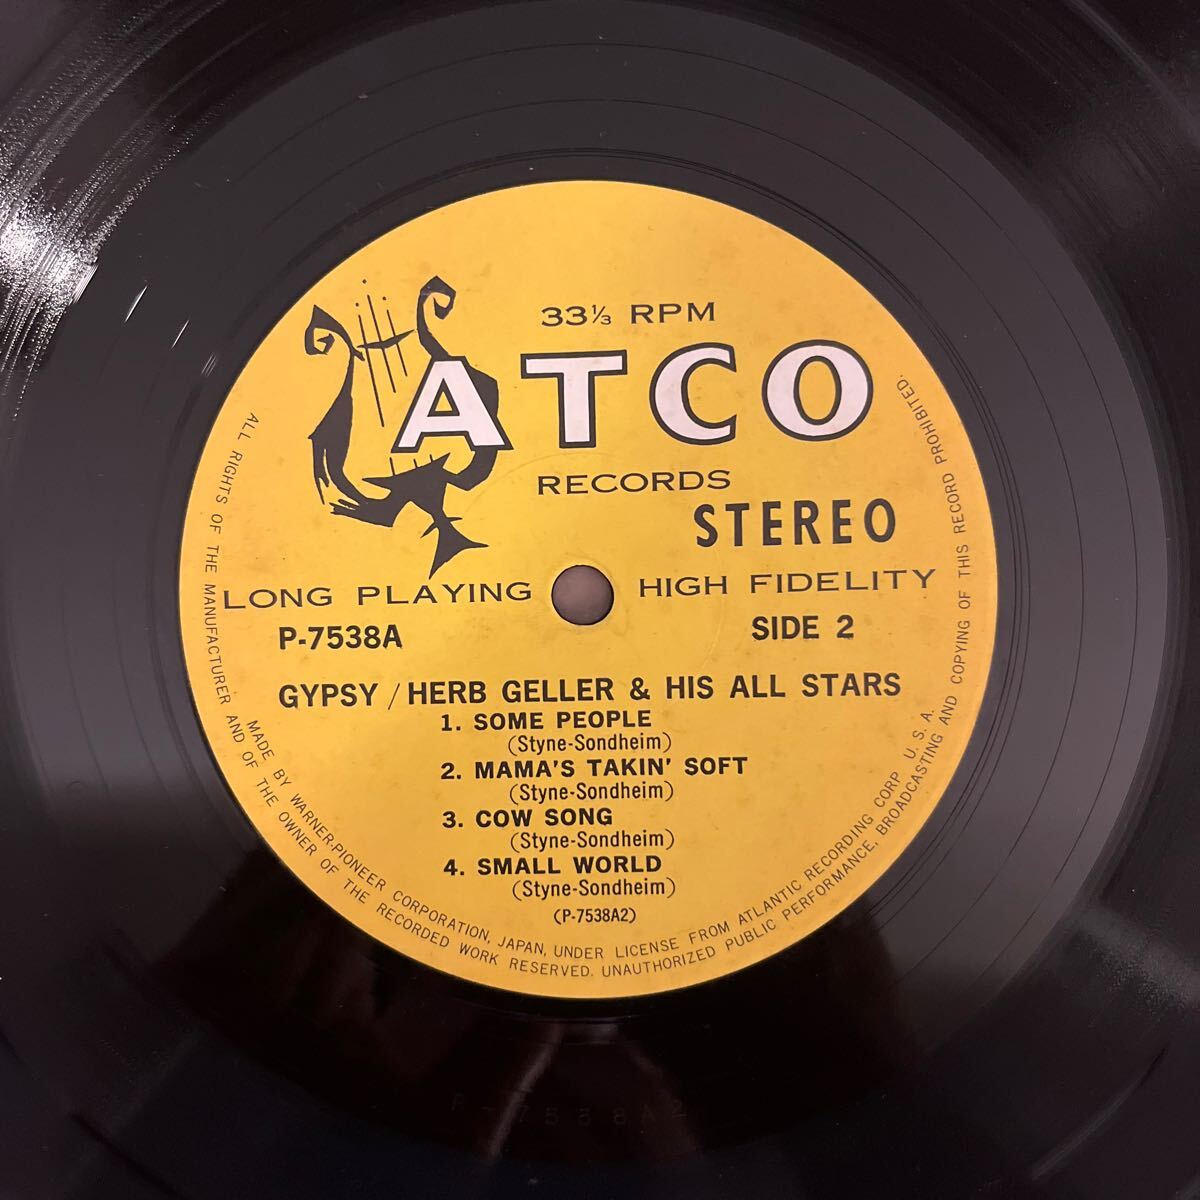 33⅓ RPM
ATCO
RECORDS
STEREO
LONG PLAYING HIGH FIDELITY
P-7538A SIDE 2
GYPSY / HERB GELLER & HIS ALL STARS
1. SOME PEOPLE
(Styne-Sondheim)
2. MAMA'S TAKIN' SOFT
(Styne-Sondheim)
3. COW SONG
(Styne-Sondheim)
4. SMALL WORLD
(Styne-Sondheim)
(P-7538A2)
MADE BY WARNER-PIONEER CORPORATION, JAPAN, UNDER LICENSE FROM ATLANTIC RECORDING CORP. U. S. A.
ALL RIGHTS OF THE MANUFACTURER AND OF THE OWNER OF THE RECORDED WORK RESERVED. UNAUTHORIZED PUBLIC PERFORMANCE, BROADCASTING AND COPYING OF THIS RECORD PROHIBITED.
P-7538A2